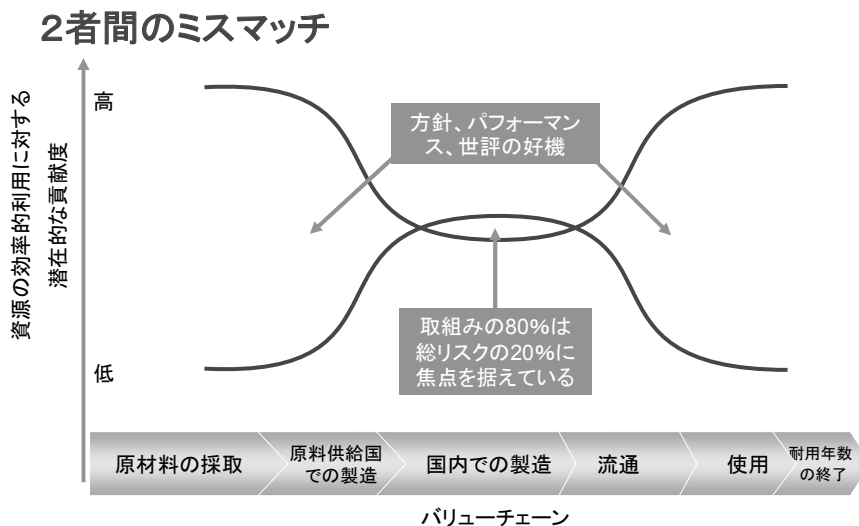 2者間のミスマッチ
資源の効率的利用に対する
潜在的な貢献度
高
方針、パフォーマン
ス、世評の好機
取組みの80%は
総リスクの20%に
焦点を据えている
低
原材料の採取
原料供給国
での製造
国内での製造
流通
使用
耐用年数
の終了
バリューチェーン